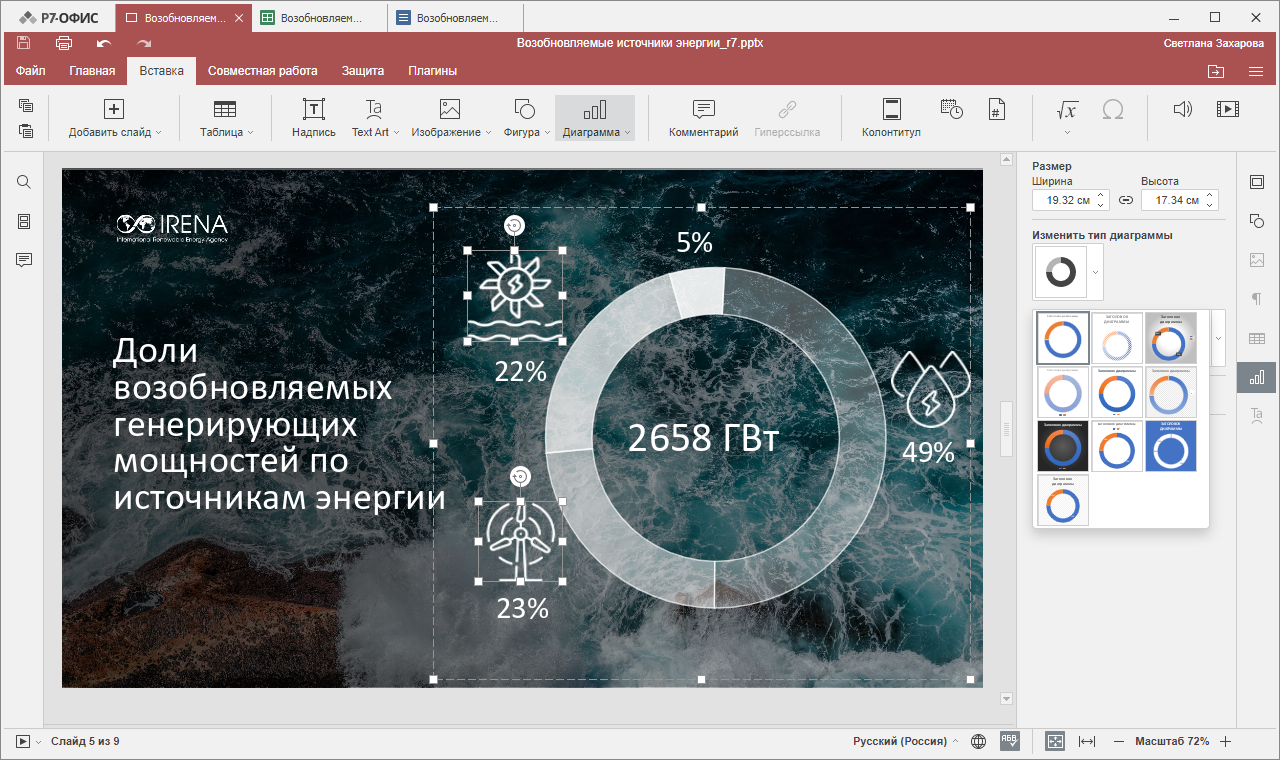 Р7-ОФИС
Возобновляем...
Возобновляем...
Возобновляем...
Возобновляемые источники энергии_r7.pptx
Светлана Захарова
Файл
Главная
Вставка
Совместная работа
Защита
Плагины
Добавить слайд
Таблица
Надпись
Text Art
Изображение
Фигура
Диаграмма
Комментарий
Гиперссылка
Колонтитул
IRENA
International Renewable Energy Agency
Доли
возобновляемых
генерирующих
мощностей по
источникам энергии
5%
22%
2658 ГВт
49%
23%
Размер
Ширина
Высота
19.32 см
17.34 см
Изменить тип диаграммы
Слайд 5 из 9
Русский (Россия)
АБВ
Масштаб 72%